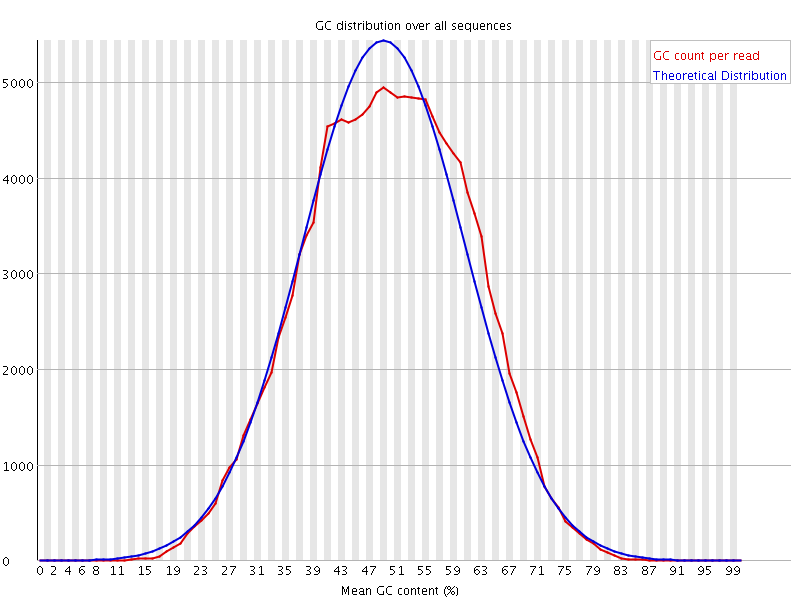 GC distribution over all sequences
GC count per read
Theoretical Distribution
5000
4000
3000
2000
1000
0
0 2 4 6 8 11 15 19 23 27 31 35 39 43 47 51 55 59 63 67 71 75 79 83 87 91 95 99
Mean GC content (%)